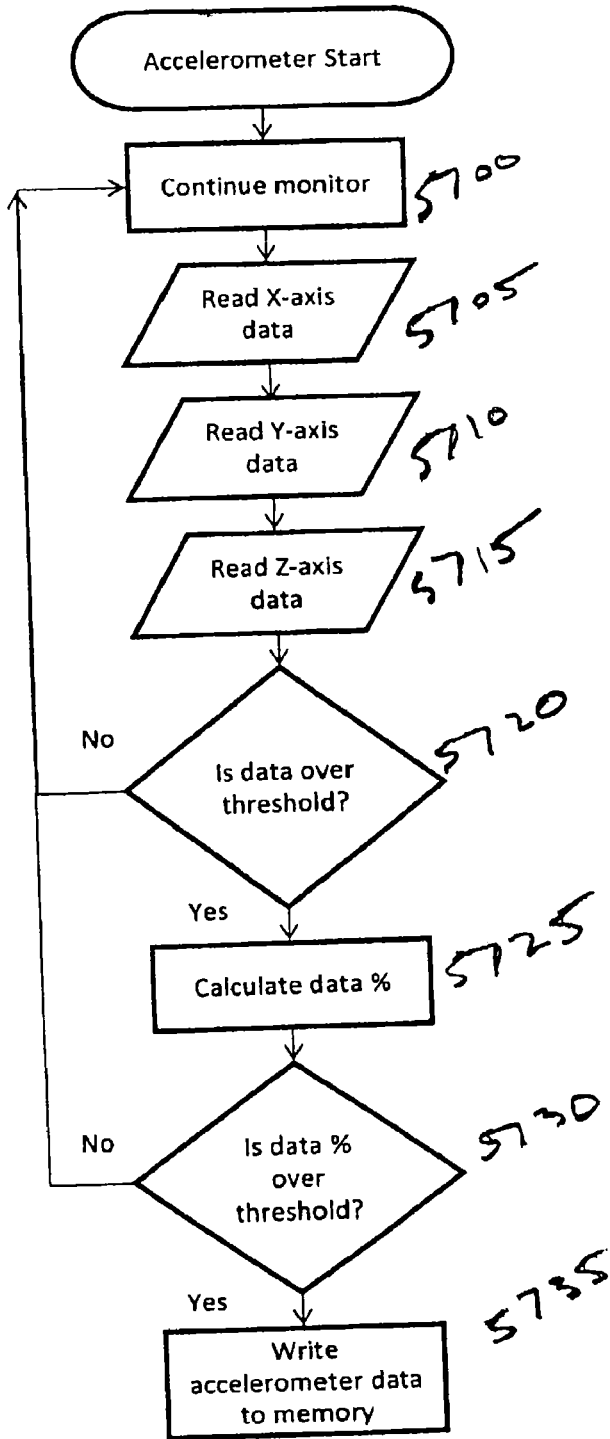 Accelerometer Start
Continue monitor
5700
Read X-axis
data
5705
Read Y-axis
data
5710
Read Z-axis
data
5715
No
Is data over
threshold?
5720
Yes
Calculate data %
5725
No
Is data %
over
threshold?
5730
Yes
Write
accelerometer data
to memory
5735